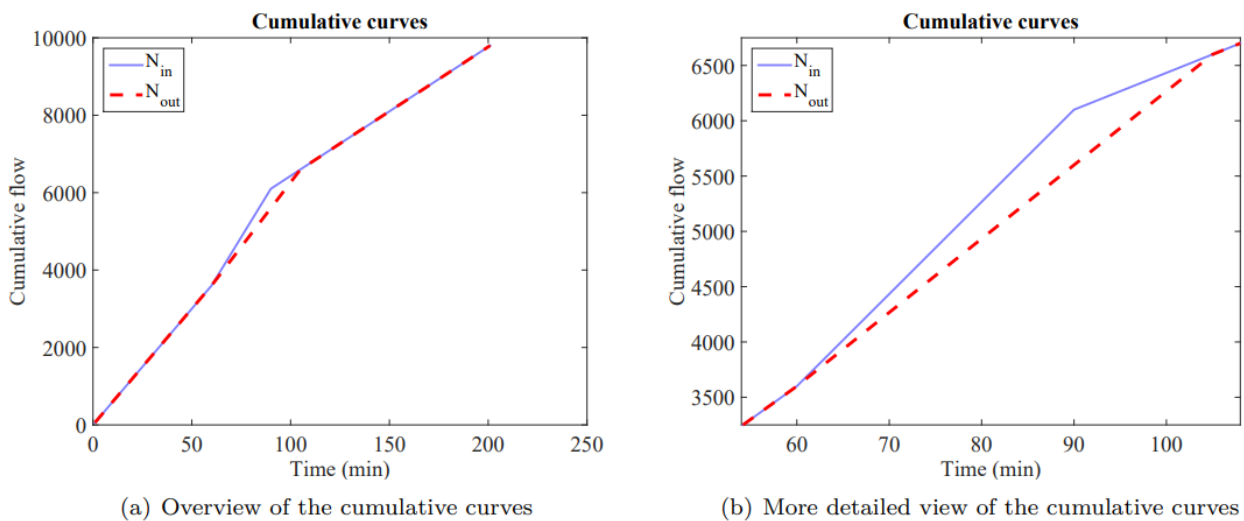 Cumulative curves
10000
8000
6000
4000
2000
0
Cumulative flow
N_in
N_out
0 50 100 150 200 250
Time (min)
(a) Overview of the cumulative curves
Cumulative curves
6500
6000
5500
5000
4500
4000
3500
Cumulative flow
N_in
N_out
60 70 80 90 100
Time (min)
(b) More detailed view of the cumulative curves